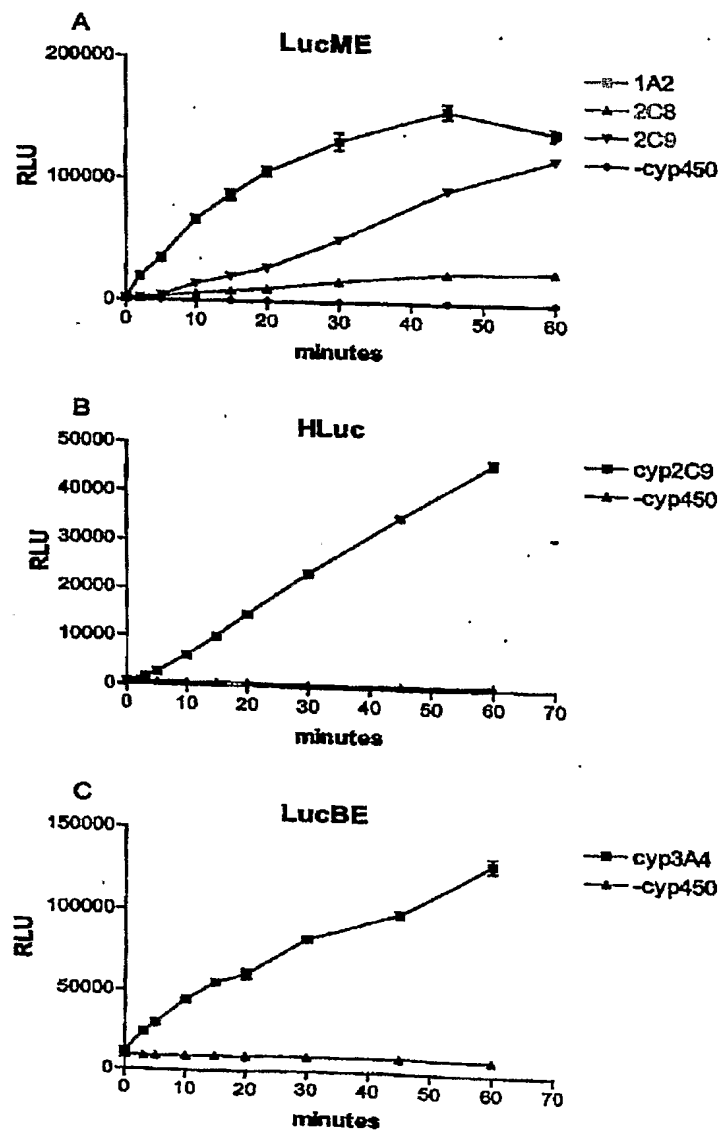 A
LucME
200000
100000
0
RLU
0 10 20 30 40 50 60
minutes
1A2
2C8
2C9
-cyp450
B
HLuc
50000
40000
30000
20000
10000
0
RLU
0 10 20 30 40 50 60 70
minutes
cyp2C9
-cyp450
C
LucBE
150000
100000
50000
0
RLU
0 10 20 30 40 50 60 70
minutes
cyp3A4
-cyp450